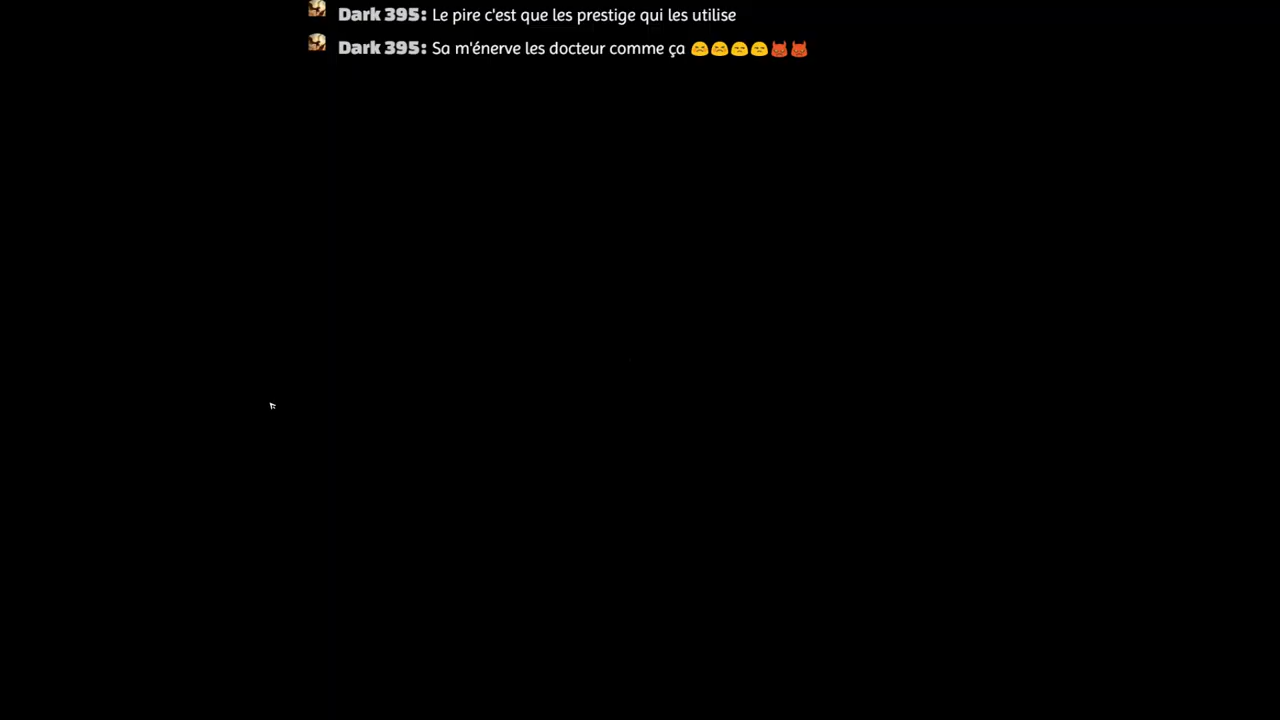 Dark 395: Le pire c'est que les prestige qui les utilise
Dark 395: Sa m'énerve les docteur comme ça 😣😣😔😔👹👹